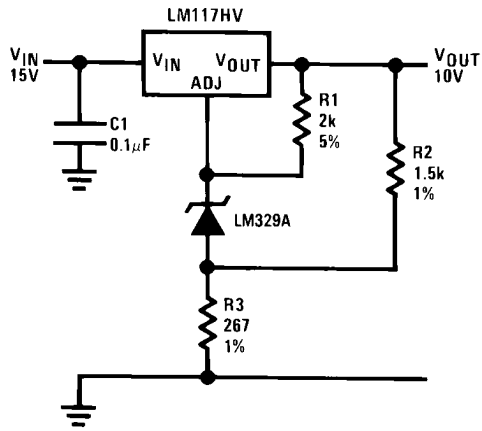 LM117HV
VIN
15V
VIN
VOUT
ADJ
VOUT
10V
C1
0.1μF
R1
2k
5%
R2
1.5k
1%
LM329A
R3
267
1%